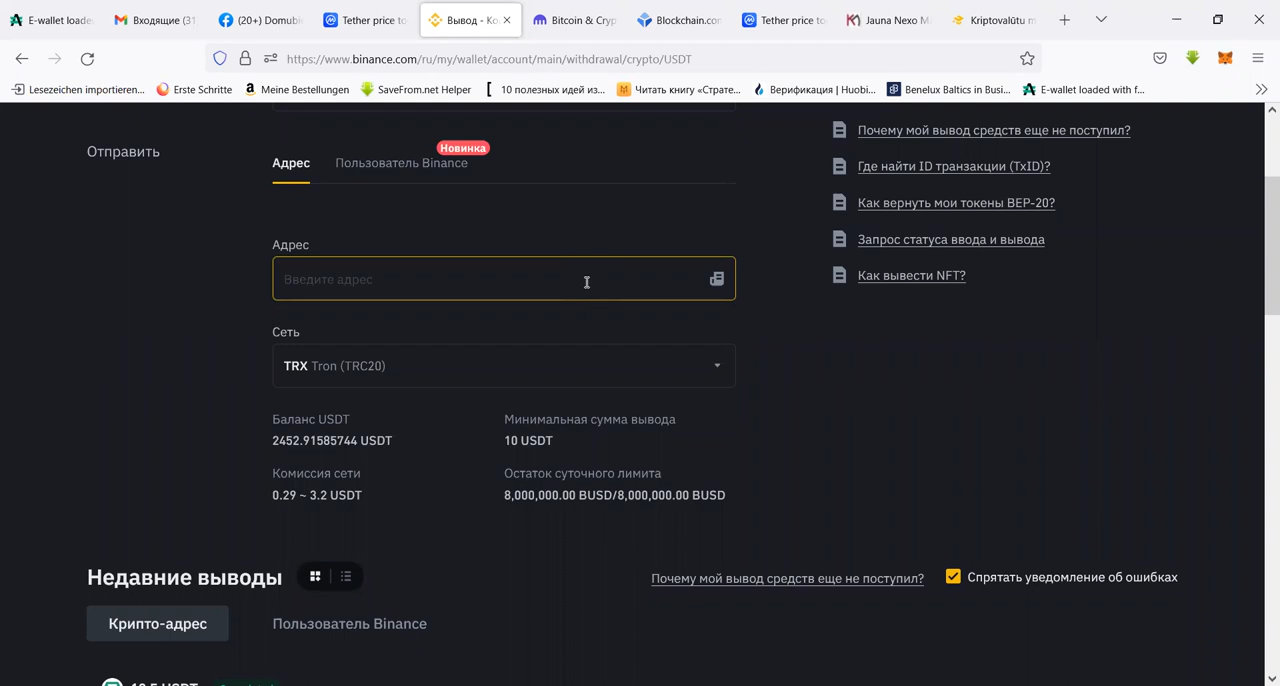 E-wallet loade
Входящие (31
(20+) Domub
Tether price to
Вывод - Ко
Bitcoin & Cryp
Blockchain.con
Tether price to
Jauna Nexo M
Kriptovalūtu m
https://www.binance.com/ru/my/wallet/account/main/withdrawal/crypto/USDT
Lesezeichen importieren...
Erste Schritte
Meine Bestellungen
SaveFrom.net Helper
10 полезных идей из...
Читать книгу «Страте...
Верификация | Huobi...
Benelux Baltics in Busi...
E-wallet loaded with f...
Отправить
Новинка
Адрес
Пользователь Binance
Адрес
Введите адрес
Сеть
TRX Tron (TRC20)
Баланс USDT
Минимальная сумма вывода
2452.91585744 USDT
10 USDT
Комиссия сети
Остаток суточного лимита
0.29 ~ 3.2 USDT
8,000,000.00 BUSD/8,000,000.00 BUSD
Почему мой вывод средств еще не поступил?
Где найти ID транзакции (TxID)?
Как вернуть мои токены BEP-20?
Запрос статуса ввода и вывода
Как вывести NFT?
Недавние выводы
Почему мой вывод средств еще не поступил?
Спрятать уведомление об ошибках
Крипто-адрес
Пользователь Binance